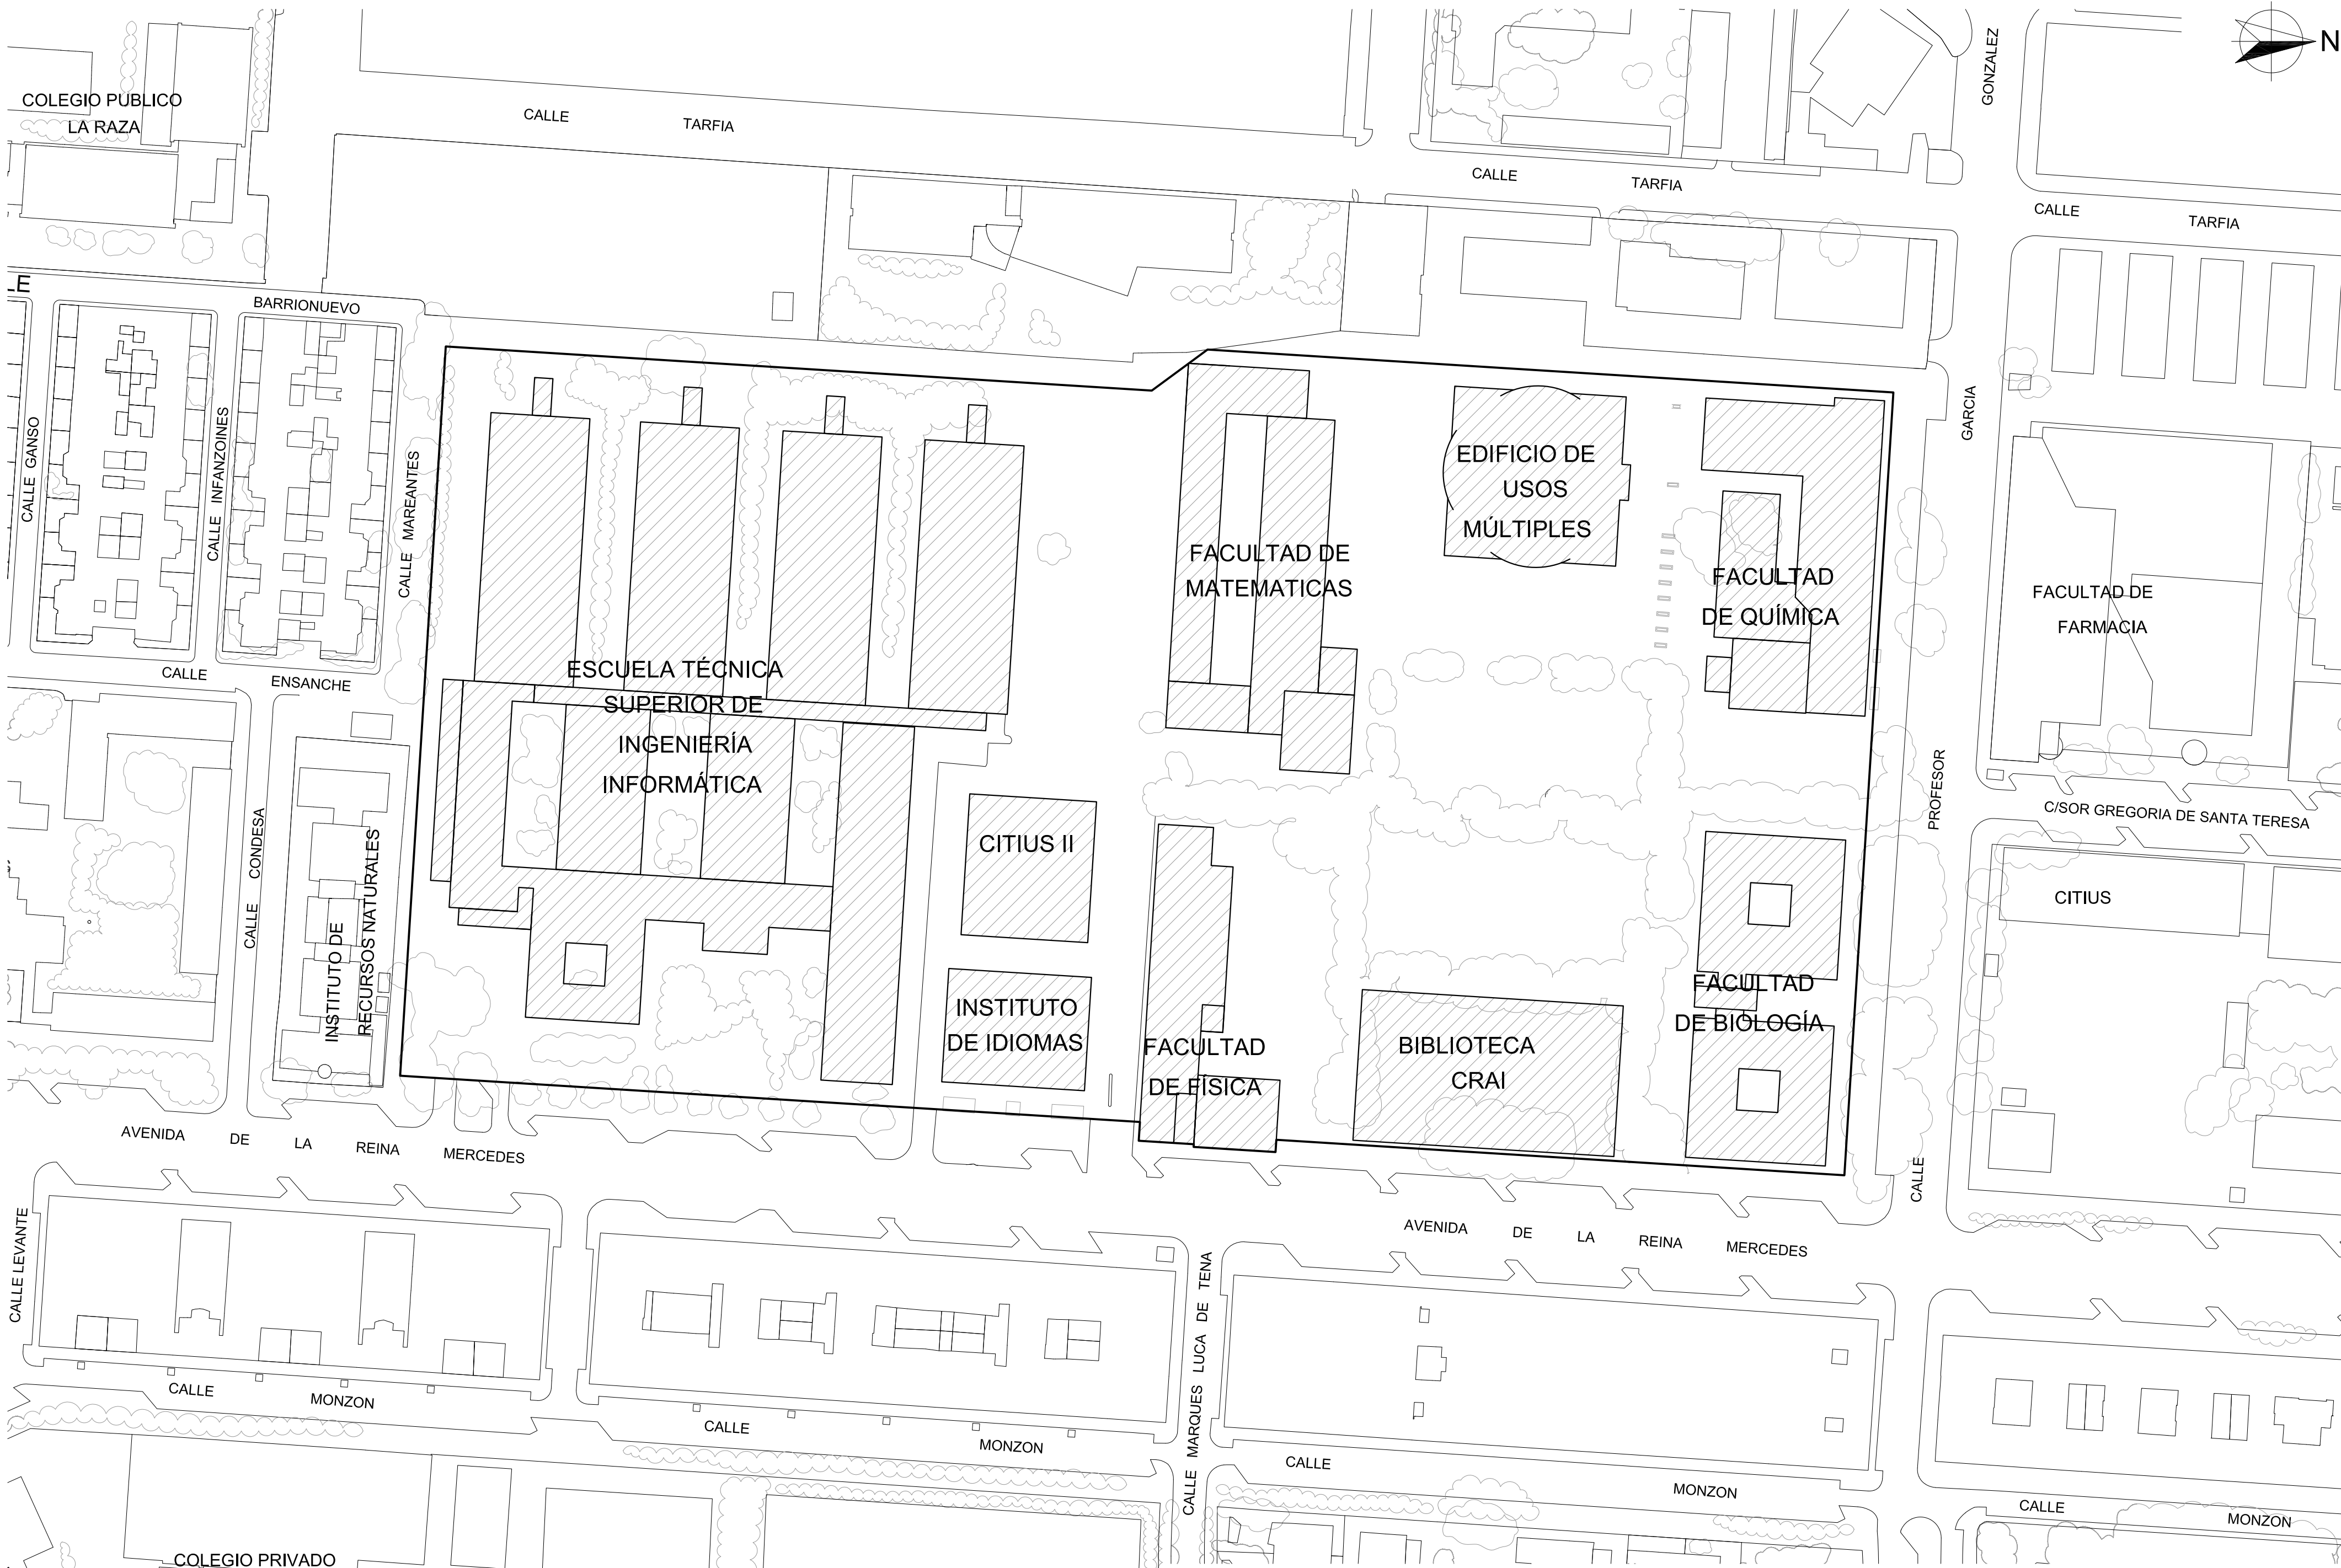 N
GONZALEZ
COLEGIO PUBLICO
LA RAZA
CALLE TARFIA
CALLE TARFIA
CALLE TARFIA
LE
BARRIONUEVO
CALLE GANSO
CALLE INFANZOINES
CALLE MAREANTES
GARCIA
EDIFICIO DE
USOS
MÚLTIPLES
FACULTAD DE
MATEMATICAS
FACULTAD
DE QUÍMICA
FACULTAD DE
FARMACIA
CALLE ENSANCHE
ESCUELA TÉCNICA
SUPERIOR DE
INGENIERÍA
INFORMÁTICA
PROFESOR
C/SOR GREGORIA DE SANTA TERESA
CALLE CONDESA
INSTITUTO DE
RECURSOS NATURALES
CITIUS II
CITIUS
INSTITUTO
DE IDIOMAS
FACULTAD
DE FÍSICA
BIBLIOTECA
CRAI
FACULTAD
DE BIOLOGÍA
AVENIDA DE LA REINA MERCEDES
CALLE
AVENIDA DE LA REINA MERCEDES
CALLE LEVANTE
CALLE MARQUES LUCA DE TENA
CALLE MONZON
CALLE MONZON
CALLE MONZON
CALLE MONZON
COLEGIO PRIVADO